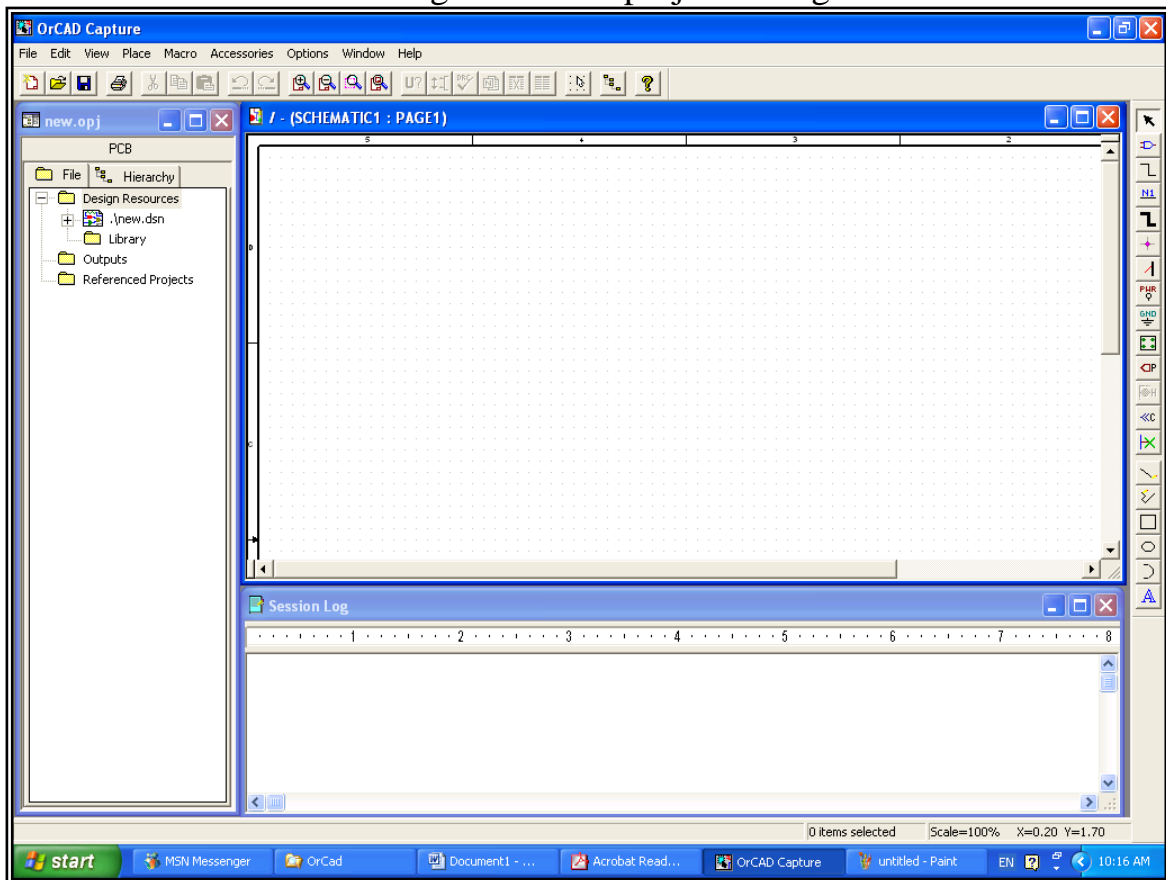 OrCAD Capture
File Edit View Place Macro Accessories Options Window Help
U?
DRC
new.opj
PCB
File Hierarchy
Design Resources
.\new.dsn
Library
Outputs
Referenced Projects
/ - (SCHEMATIC1 : PAGE1)
5 4 3 2
D
C
N1
PWR
GND
P
H
C
A
Session Log
1 2 3 4 5 6 7 8
0 items selected Scale=100% X=0.20 Y=1.70
start MSN Messenger OrCad Document1 - ... Acrobat Read... OrCAD Capture untitled - Paint EN 10:16 AM